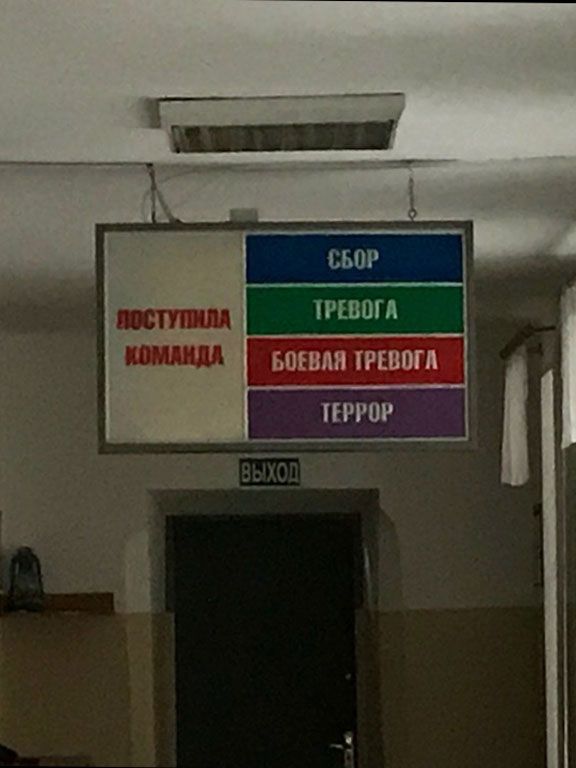 ПОСТУПИЛА
КОМАНДА
СБОР
ТРЕВОГА
БОЕВАЯ ТРЕВОГА
ТЕРРОР
ВЫХОД